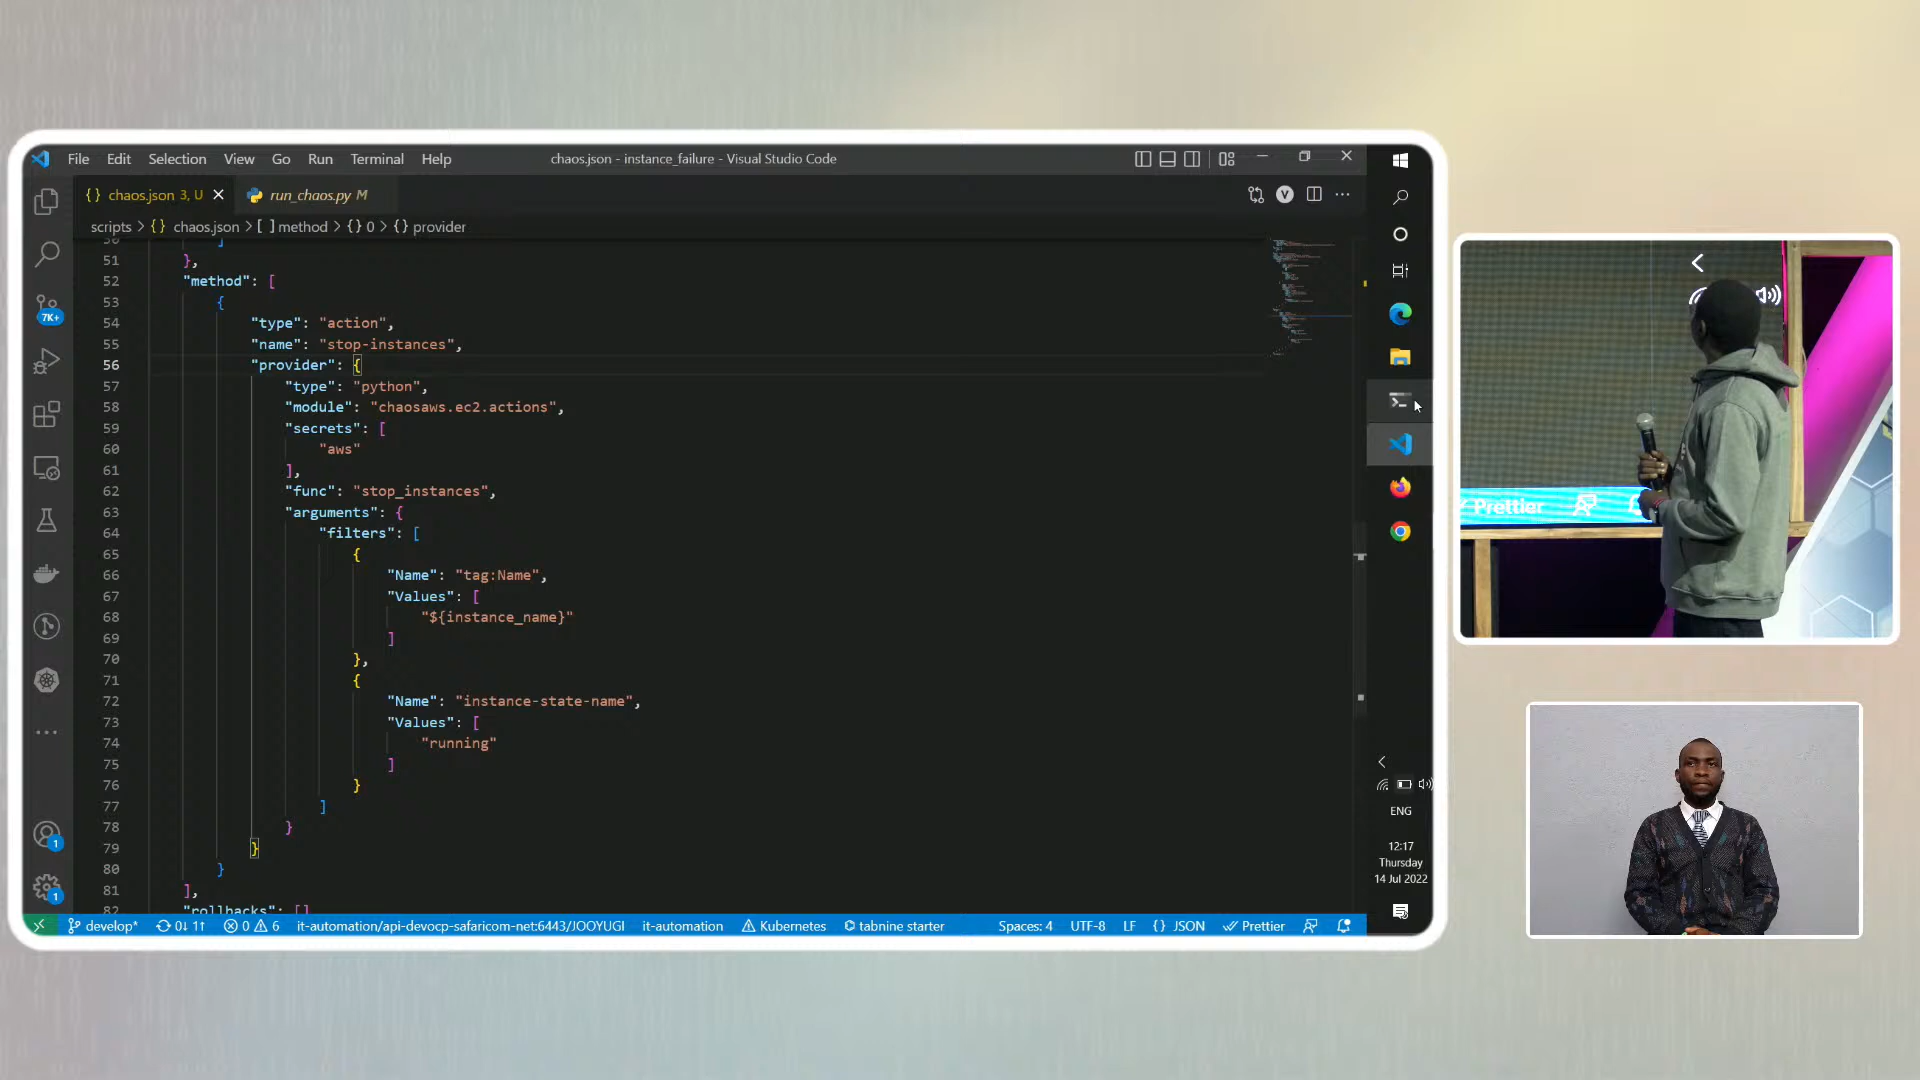 File Edit Selection View Go Run Terminal Help
chaos.json - instance_failure - Visual Studio Code
{} chaos.json 3, U
run_chaos.py M
scripts > {} chaos.json > [ ] method > {} 0 > {} provider
50 ]
51 },
52 "method": [
53 {
54 "type": "action",
55 "name": "stop-instances",
56 "provider": {
57 "type": "python",
58 "module": "chaosaws.ec2.actions",
59 "secrets": [
60 "aws"
61 ],
62 "func": "stop_instances",
63 "arguments": {
64 "filters": [
65 {
66 "Name": "tag:Name",
67 "Values": [
68 "${instance_name}"
69 ]
70 },
71 {
72 "Name": "instance-state-name",
73 "Values": [
74 "running"
75 ]
76 }
77 ]
78 }
79 }
80 }
81 ],
82 "rollbacks": []
7K+
1
1
develop* 0↓ 1↑ 0 6 it-automation/api-devocp-safaricom-net:6443/JOOYUGI it-automation Kubernetes tabnine starter Spaces: 4 UTF-8 LF {} JSON Prettier
ENG
12:17
Thursday
14 Jul 2022
Prettier